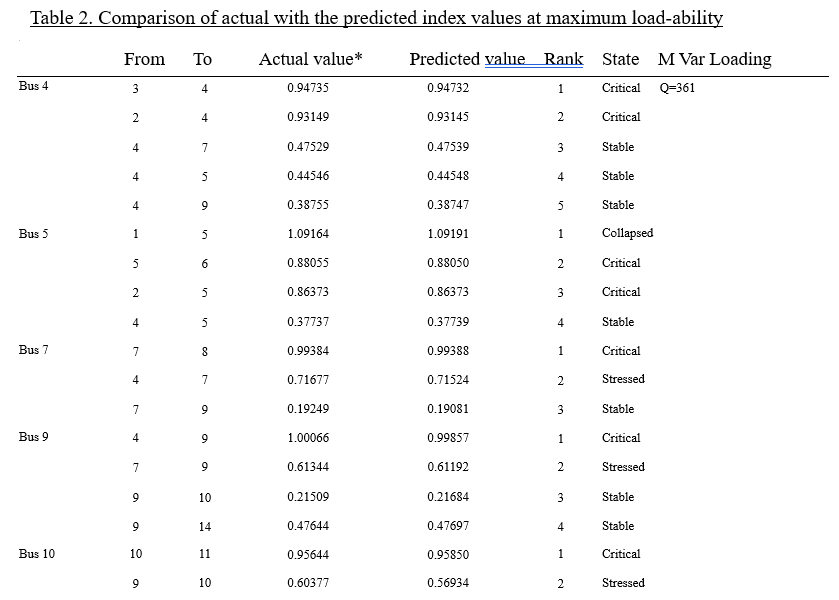 Table 2. Comparison of actual with the predicted index values at maximum load-ability
From To Actual value* Predicted value Rank State M Var Loading
Bus 4 3 4 0.94735 0.94732 1 Critical Q=361
2 4 0.93149 0.93145 2 Critical
4 7 0.47529 0.47539 3 Stable
4 5 0.44546 0.44548 4 Stable
4 9 0.38755 0.38747 5 Stable
Bus 5 1 5 1.09164 1.09191 1 Collapsed
5 6 0.88055 0.88050 2 Critical
2 5 0.86373 0.86373 3 Critical
4 5 0.37737 0.37739 4 Stable
Bus 7 7 8 0.99384 0.99388 1 Critical
4 7 0.71677 0.71524 2 Stressed
7 9 0.19249 0.19081 3 Stable
Bus 9 4 9 1.00066 0.99857 1 Critical
7 9 0.61344 0.61192 2 Stressed
9 10 0.21509 0.21684 3 Stable
9 14 0.47644 0.47697 4 Stable
Bus 10 10 11 0.95644 0.95850 1 Critical
9 10 0.60377 0.56934 2 Stressed